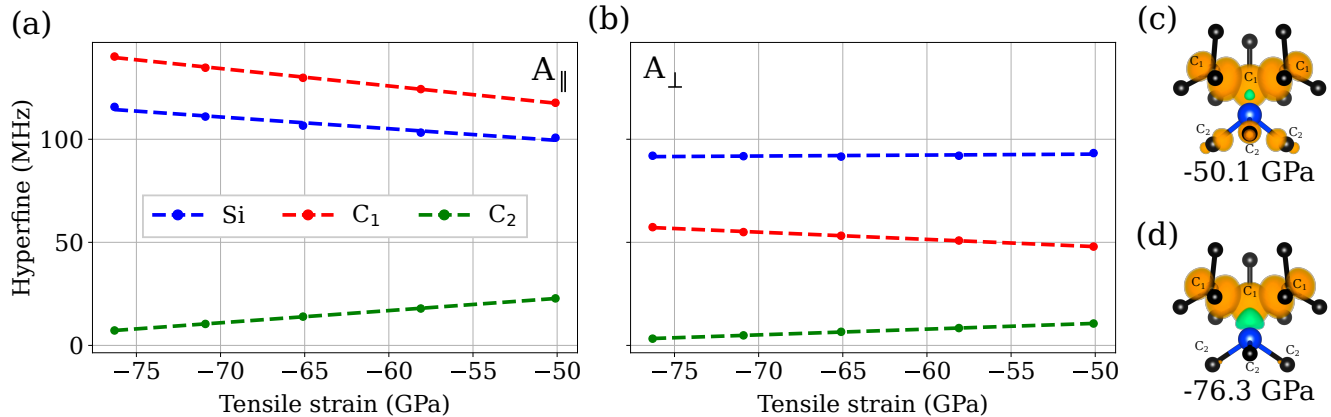 (a)
A∥
Hyperfine (MHz)
100
50
0
Si
C₁
C₂
−75
−70
−65
−60
−55
−50
Tensile strain (GPa)
(b)
A⊥
−75
−70
−65
−60
−55
−50
Tensile strain (GPa)
(c)
C₁
C₁
C₁
C₂
C₂
C₂
-50.1 GPa
(d)
C₁
C₁
C₁
C₂
C₂
C₂
-76.3 GPa